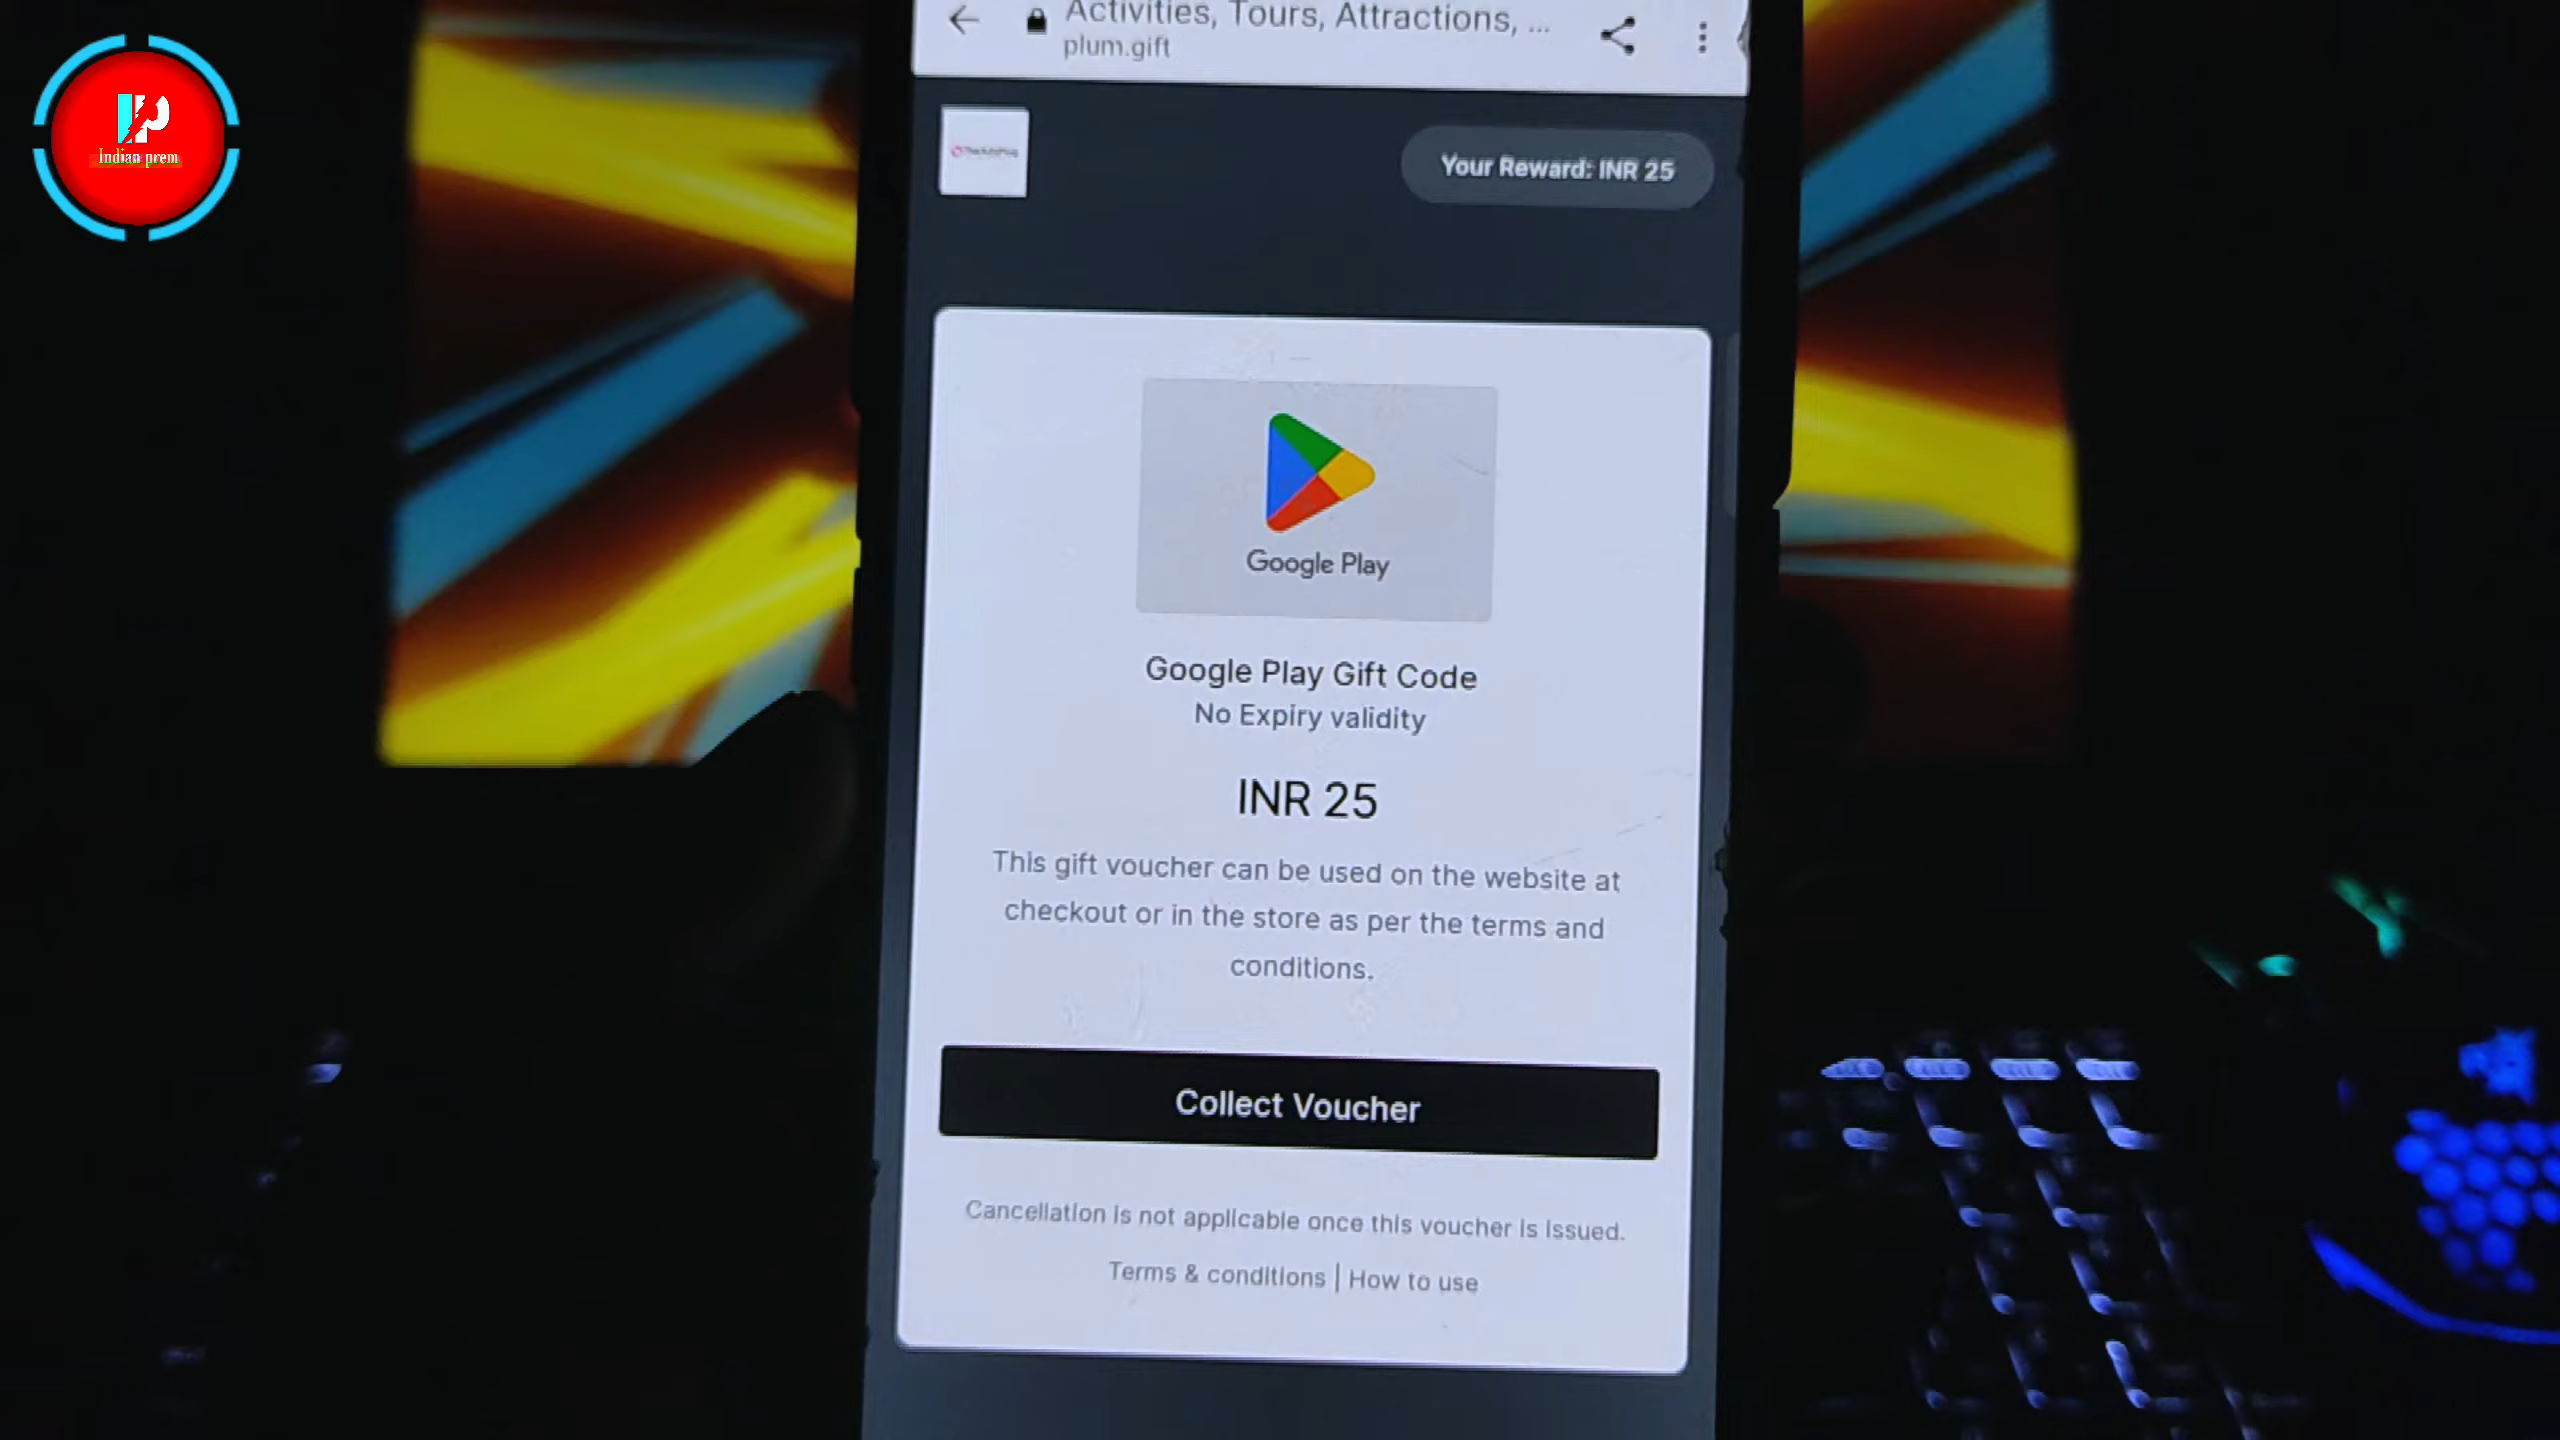 Activities, Tours, Attractions, ...
plum.gift
IP
Indian prem
Your Reward: INR 25
Google Play
Google Play Gift Code
No Expiry validity
INR 25
This gift voucher can be used on the website at
checkout or in the store as per the terms and
conditions.
Collect Voucher
Cancellation is not applicable once this voucher is issued.
Terms & conditions | How to use